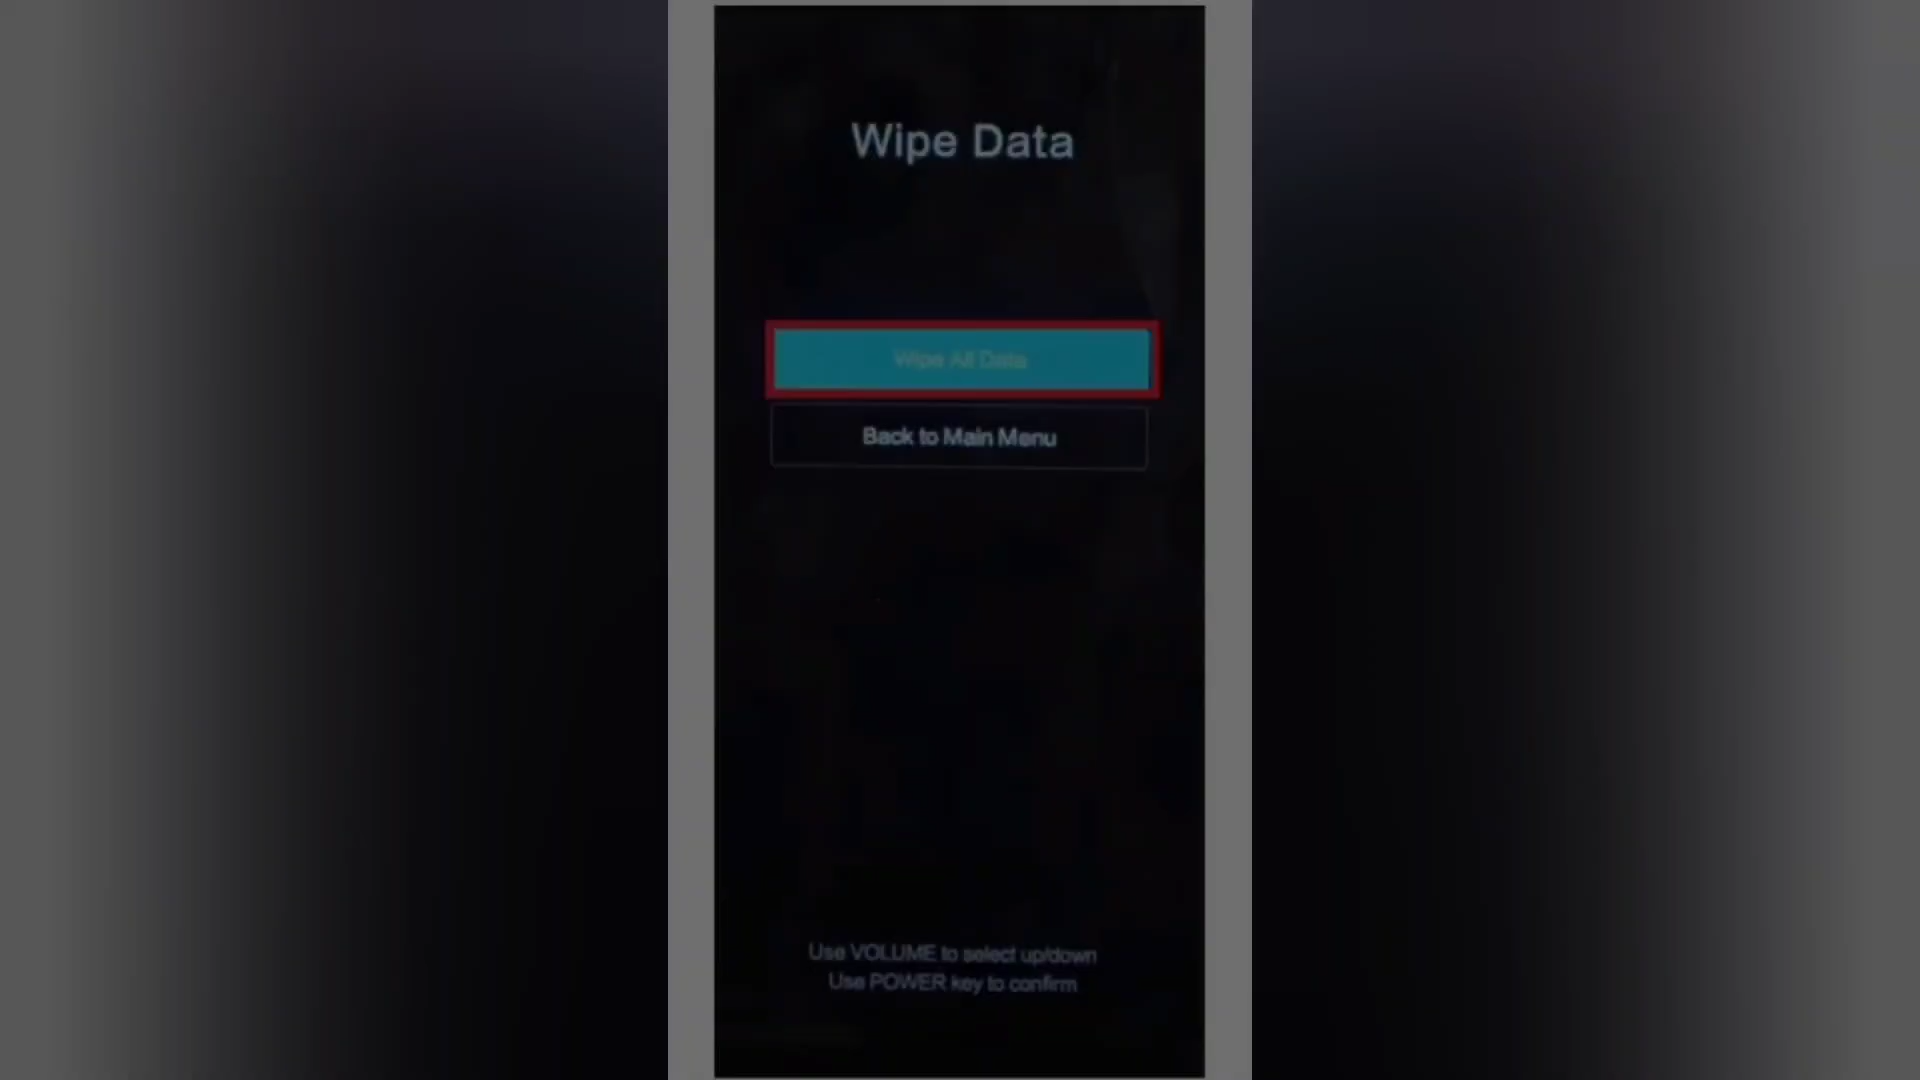 Wipe Data
Wipe All Data
Back to Main Menu
Use VOLUME to select up/down
Use POWER key to confirm